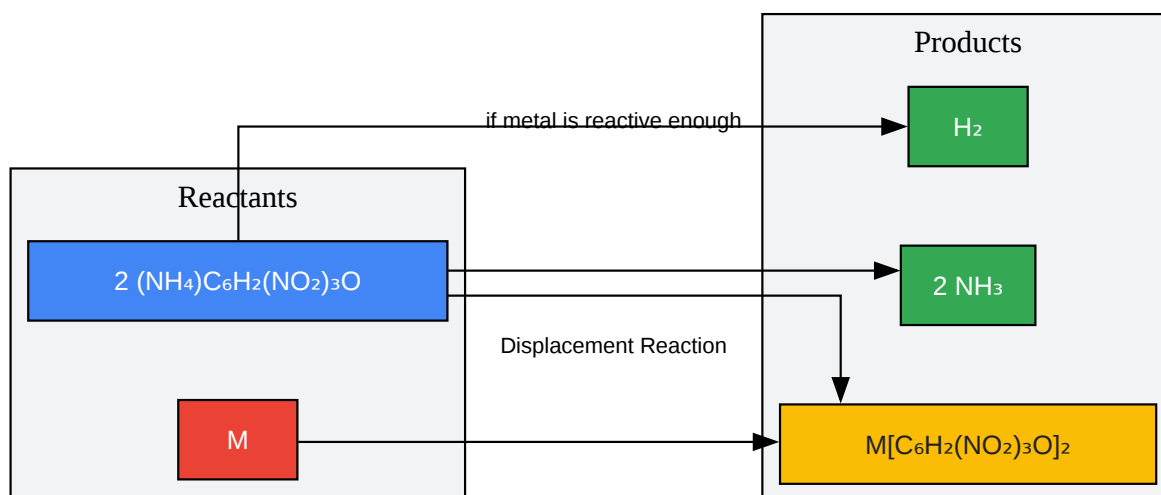 Products
if metal is reactive enough
H₂
Reactants
2 (NH₄)C₆H₂(NO₂)₃O
2 NH₃
Displacement Reaction
M
M[C₆H₂(NO₂)₃O]₂